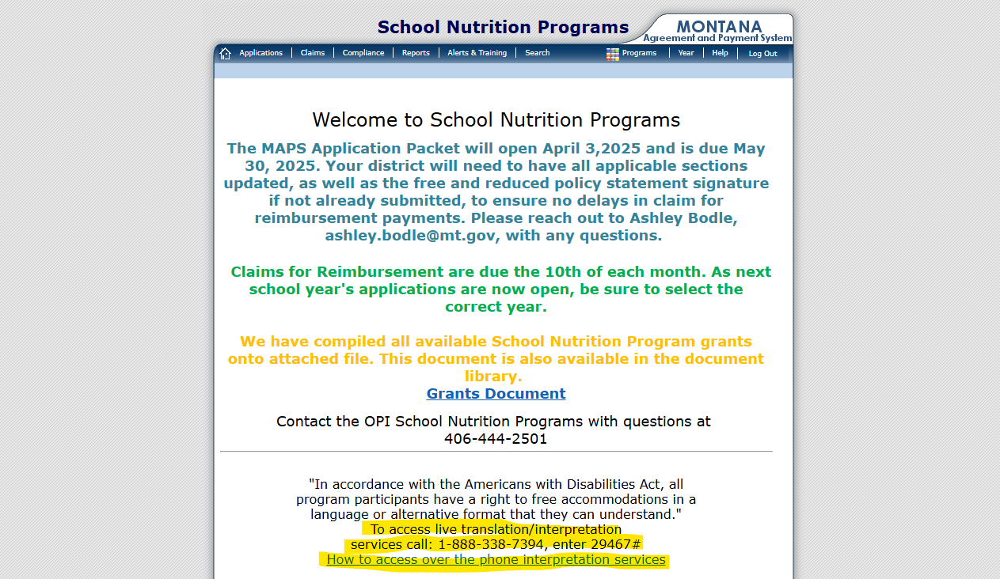 School Nutrition Programs
MONTANA
Agreement and Payment System
Applications
Claims
Compliance
Reports
Alerts & Training
Search
Programs
Year
Help
Log Out
Welcome to School Nutrition Programs
The MAPS Application Packet will open April 3,2025 and is due May
30, 2025. Your district will need to have all applicable sections
updated, as well as the free and reduced policy statement signature
if not already submitted, to ensure no delays in claim for
reimbursement payments. Please reach out to Ashley Bodle,
ashley.bodle@mt.gov, with any questions.
Claims for Reimbursement are due the 10th of each month. As next
school year's applications are now open, be sure to select the
correct year.
We have compiled all available School Nutrition Program grants
onto attached file. This document is also available in the document
library.
Grants Document
Contact the OPI School Nutrition Programs with questions at
406-444-2501
"In accordance with the Americans with Disabilities Act, all
program participants have a right to free accommodations in a
language or alternative format that they can understand."
To access live translation/interpretation
services call: 1-888-338-7394, enter 29467#
How to access over the phone interpretation services